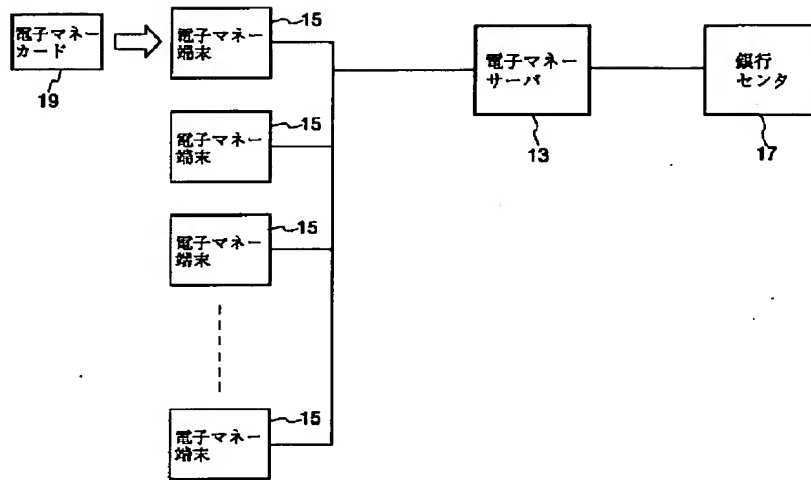 電子マネー
カード
19
15
電子マネー
端末
15
電子マネー
端末
15
電子マネー
端末
15
電子マネー
端末
電子マネー
サーバ
13
銀行
センタ
17